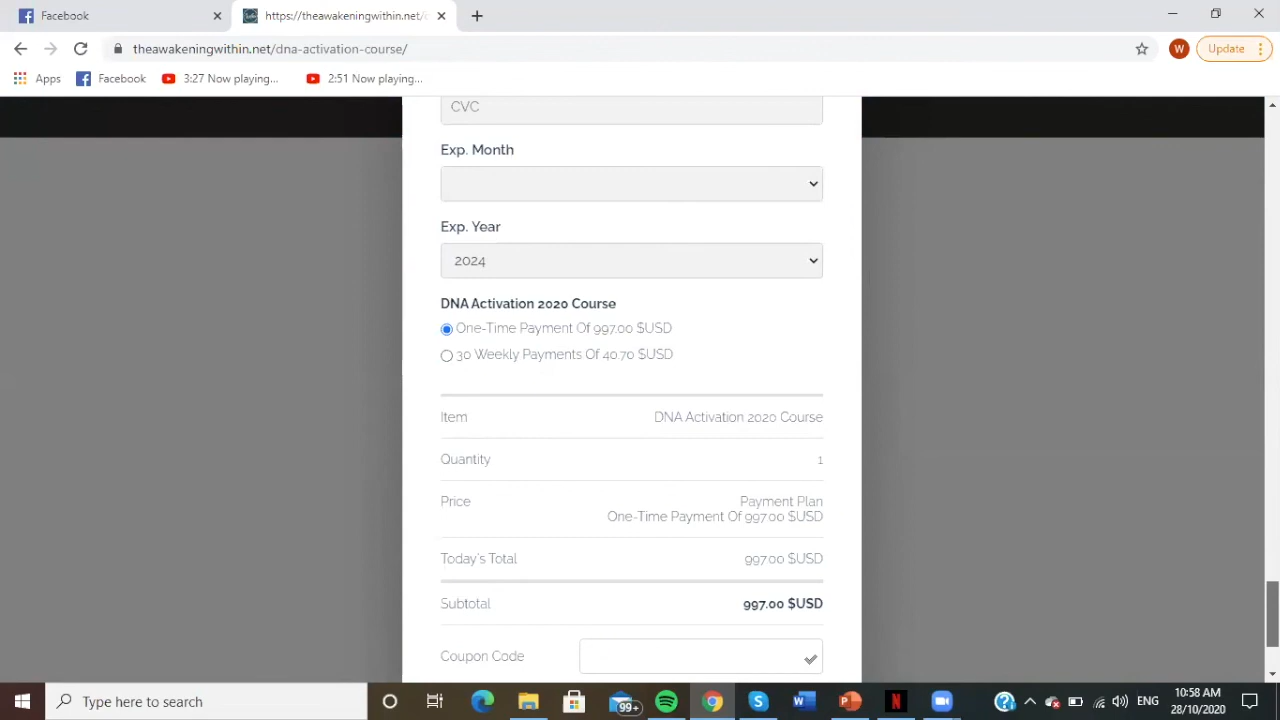 Facebook
https://theawakeningwithin.net/
theawakeningwithin.net/dna-activation-course/
W
Update
Apps
Facebook
3:27 Now playing...
2:51 Now playing...
CVC
Exp. Month
Exp. Year
2024
DNA Activation 2020 Course
One-Time Payment Of 997.00 $USD
30 Weekly Payments Of 40.70 $USD
Item
DNA Activation 2020 Course
Quantity
1
Price
Payment Plan
One-Time Payment Of 997.00 $USD
Today's Total
997.00 $USD
Subtotal
997.00 $USD
Coupon Code
Type here to search
99+
ENG
10:58 AM
28/10/2020